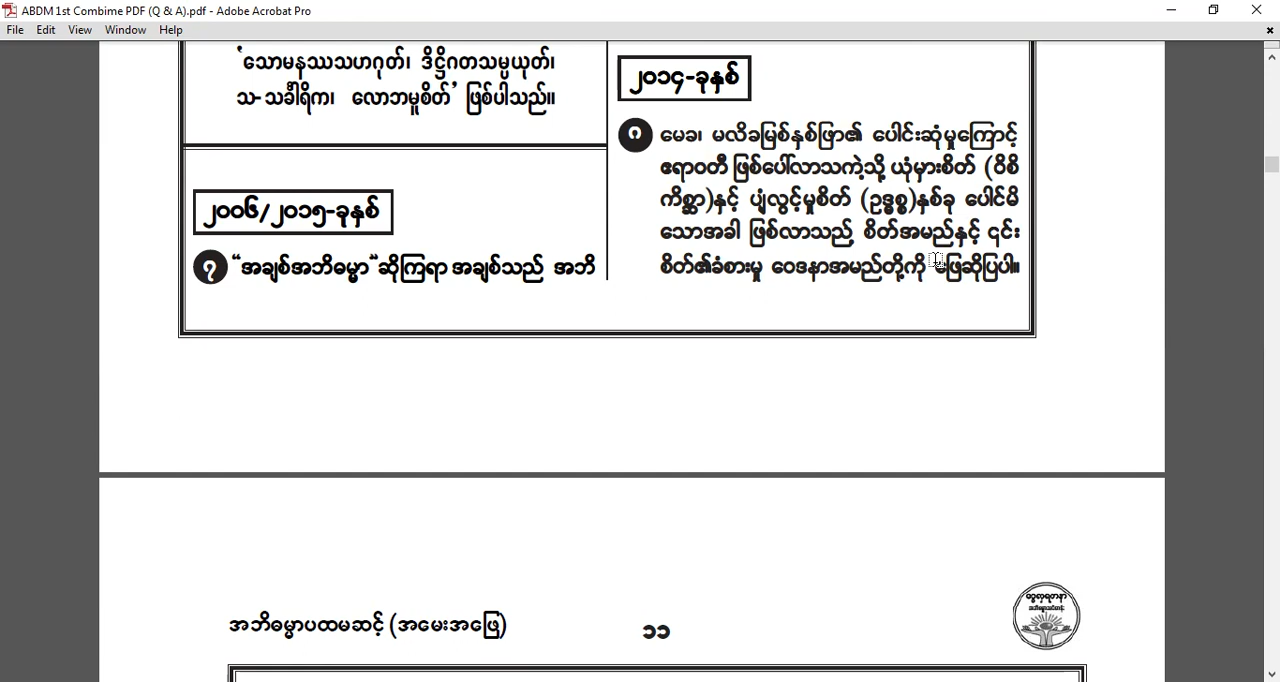 ABDM 1st Combime PDF (Q & A).pdf - Adobe Acrobat Pro
File Edit View Window Help
‘သောမနဿသဟဂုတ်၊ ဒိဋ္ဌိဂတသမ္ပယုတ်၊
သ-သင်္ခါရိက၊ လောဘမူစိတ်’ ဖြစ်ပါသည်။
၂၀၀၆/၂၀၁၅-ခုနှစ်
၇ “အချစ်အဘိဓမ္မာ“ဆိုကြရာ အချစ်သည် အဘိ
၂၀၁၄-ခုနှစ်
၈ မေခ၊ မလိခမြစ်နှစ်ဖြာ၏ ပေါင်းဆုံမှုကြောင့်
ဧရာဝတီ ဖြစ်ပေါ်လာသကဲ့သို့ ယုံမှားစိတ် (ဝိစိ
ကိစ္ဆာ)နှင့် ပျံ့လွင့်မှုစိတ် (ဥဒ္ဓစ္စ)နှစ်ခု ပေါင်မိ
သောအခါ ဖြစ်လာသည့် စိတ်အမည်နှင့် ၎င်း
စိတ်၏ခံစားမှု ဝေဒနာအမည်တို့ကို ဖြေဆိုပြပါ။
အဘိဓမ္မာပထမဆင့် (အမေးအဖြေ)
၁၁